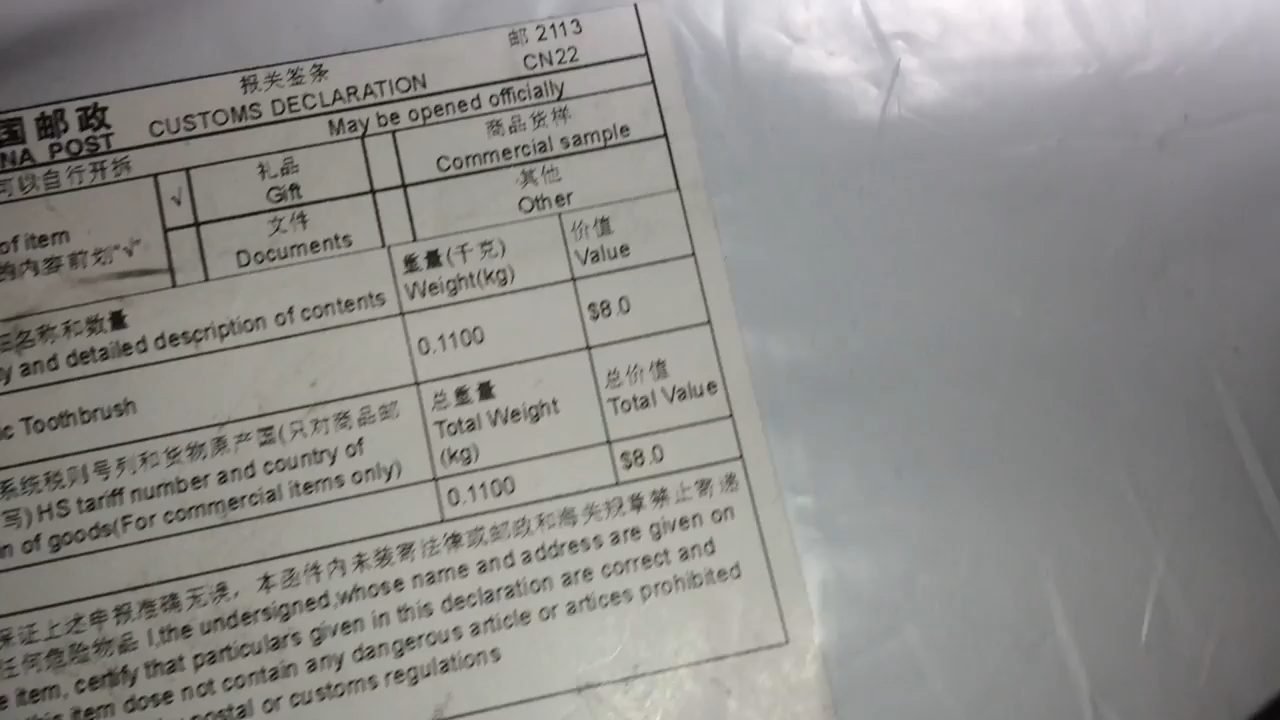 邮 2113
报关签条
CN22
国邮政
CUSTOMS DECLARATION
NA POST
May be opened officially
可以自行开拆
礼品
商品货样
√
Gift
Commercial sample
of item
文件
其他
的内容前划"√"
Documents
Other
重量(千克)
价值
Weight(kg)
Value
名称和数量
y and detailed description of contents
0.1100
$8.0
ic Toothbrush
总重量
总价值
系统税则号列和货物原产国(只对商品邮
Total Weight
Total Value
写) HS tariff number and country of
(kg)
in of goods(For commercial items only)
0.1100
$8.0
保证上述申报准确无误, 本函件内未装寄法律或邮政和海关规章禁止寄递
任何危险物品 I,the undersigned,whose name and address are given on
e item, certify that particulars given in this declaration are correct and
this item dose not contain any dangerous article or artices prohibited
postal or customs regulations